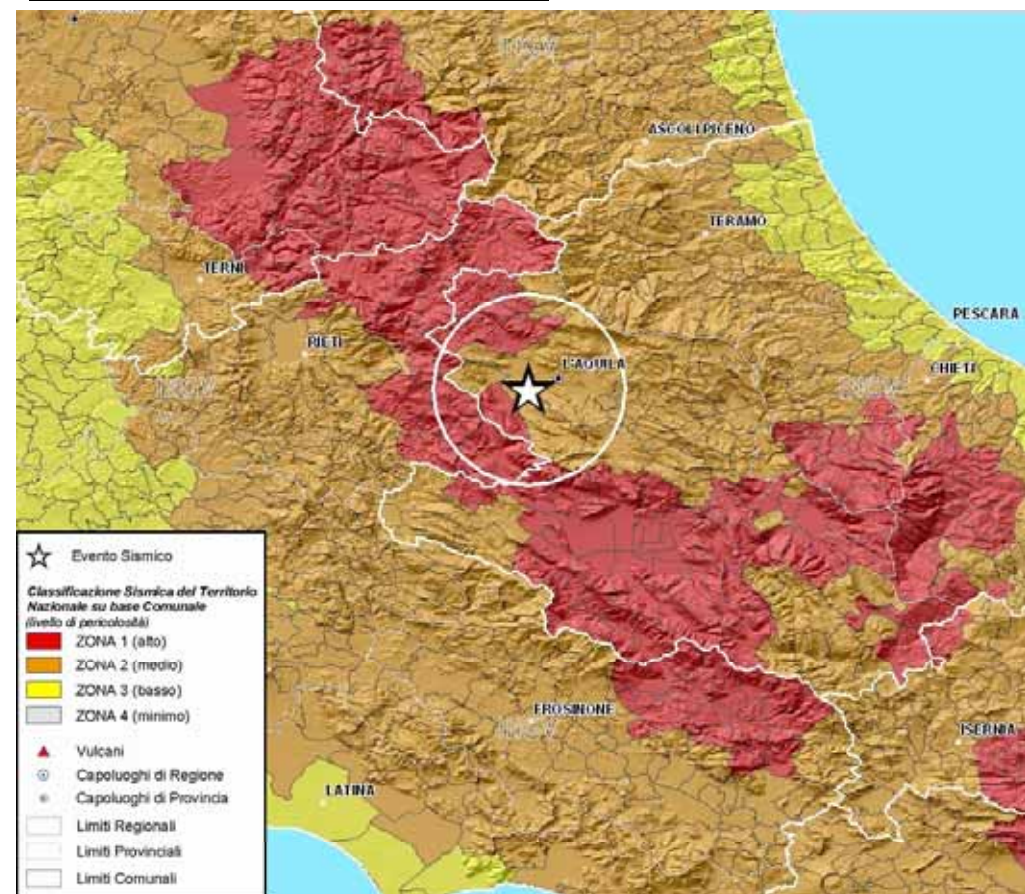 ASCOLI PICENO
TERAMO
TERNI
PESCARA
RIETI
L'AQUILA
CHIETI
FROSINONE
ISERNIA
LATINA
Evento Sismico
Classificazione Sismica del Territorio
Nazionale su base Comunale
(livello di pericolosità)
ZONA 1 (alto)
ZONA 2 (medio)
ZONA 3 (basso)
ZONA 4 (minimo)
Vulcani
Capoluoghi di Regione
Capoluoghi di Provincia
Limiti Regionali
Limiti Provinciali
Limiti Comunali